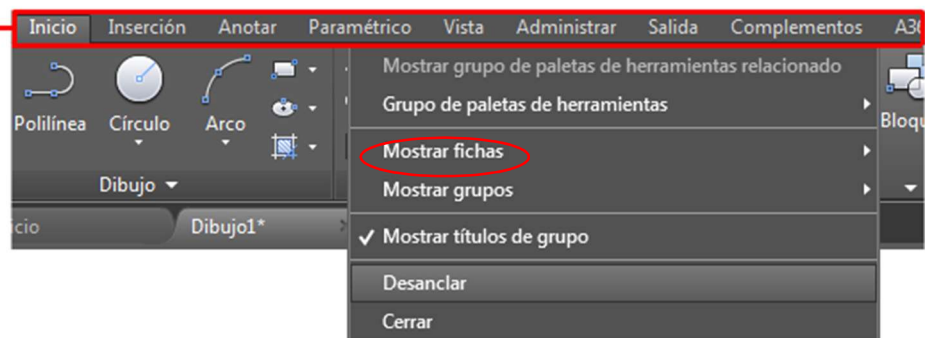 Inicio Inserción Anotar Paramétrico Vista Administrar Salida Complementos
Mostrar grupo de paletas de herramientas relacionado
Grupo de paletas de herramientas
Polilínea Círculo Arco
Mostrar fichas
Mostrar grupos
Dibujo
Dibujo1*
Mostrar títulos de grupo
Desanclar
Cerrar